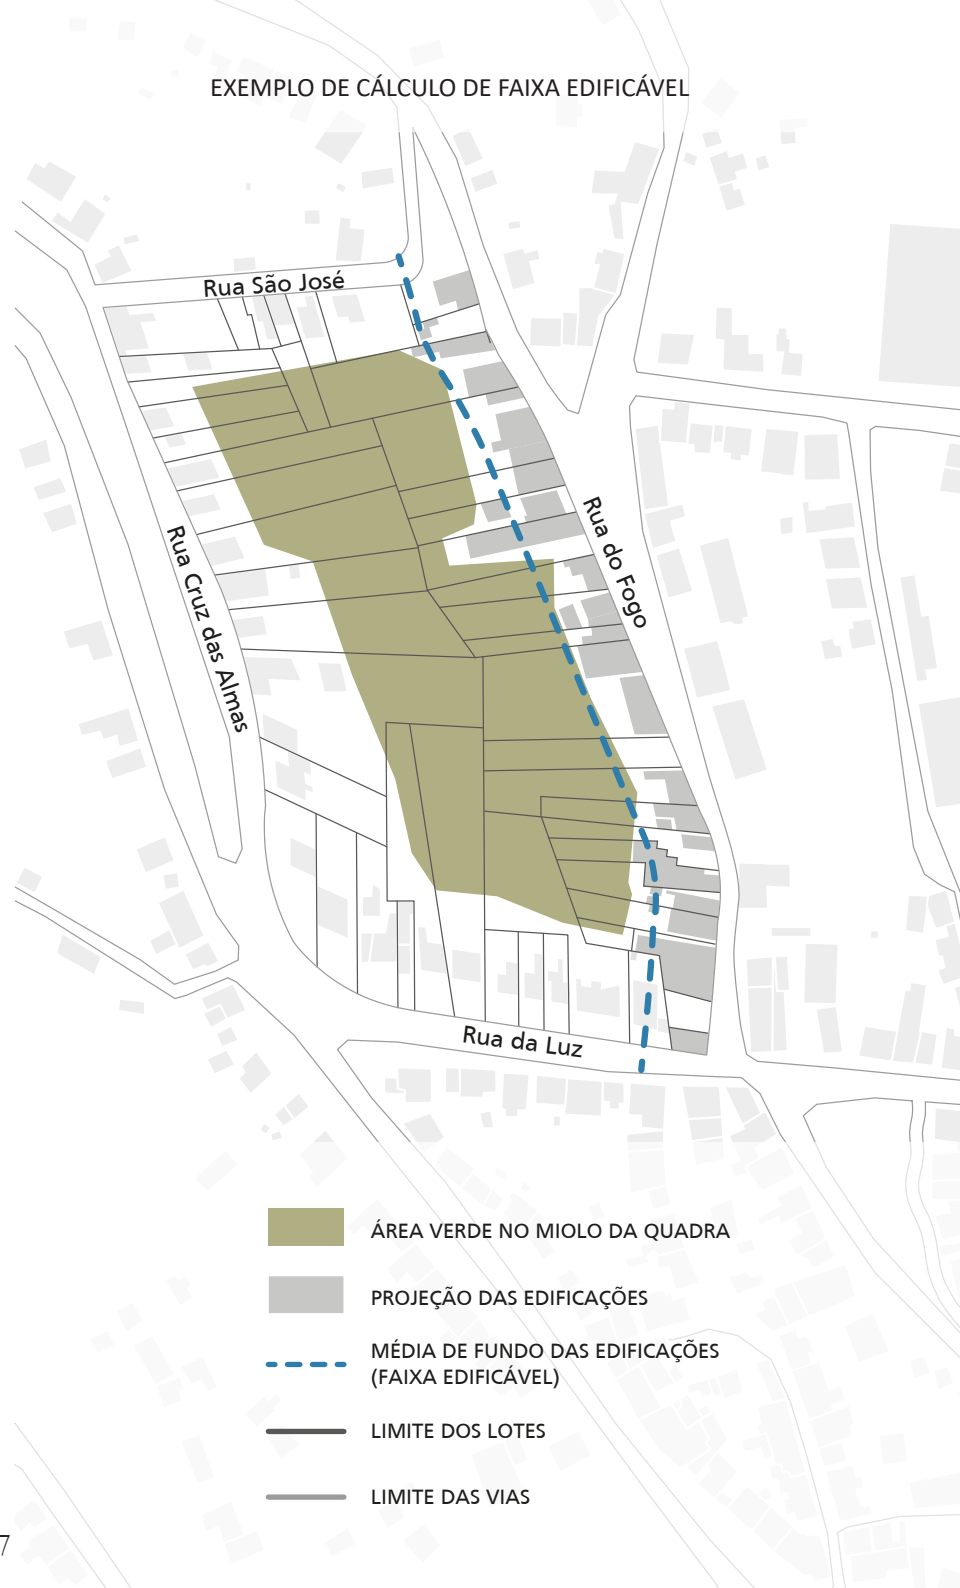 EXEMPLO DE CÁLCULO DE FAIXA EDIFICÁVEL
Rua São José
Rua do Fogo
Rua Cruz das Almas
Rua da Luz
ÁREA VERDE NO MIOLO DA QUADRA
PROJEÇÃO DAS EDIFICAÇÕES
MÉDIA DE FUNDO DAS EDIFICAÇÕES
(FAIXA EDIFICÁVEL)
LIMITE DOS LOTES
LIMITE DAS VIAS
7